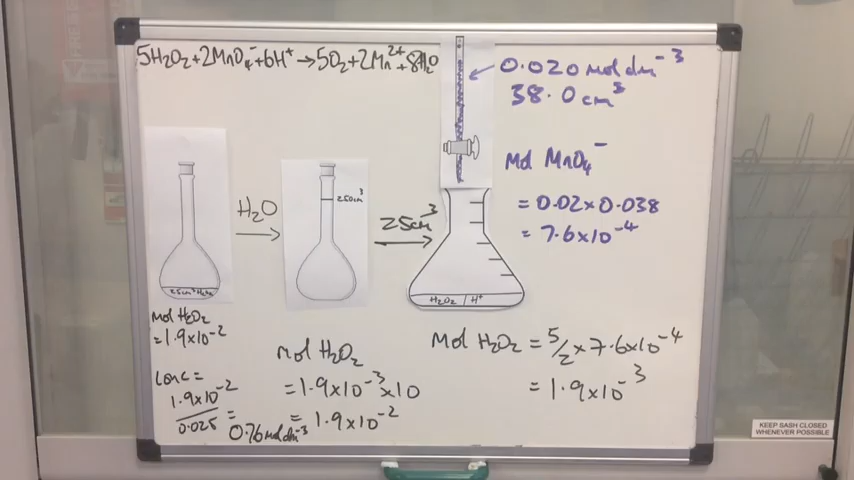 5H₂O₂+2MnO₄⁻+6H⁺→5O₂+2Mn²⁺+8H₂O
0.020 mol dm⁻³
38.0 cm³
Mol MnO₄⁻
= 0.02×0.038
= 7.6×10⁻⁴
H₂O
250cm³
25cm³
25cm³ H₂O₂
H₂O₂ / H⁺
Mol H₂O₂ = 5/2 × 7.6×10⁻⁴
= 1.9×10⁻³
mol H₂O₂
= 1.9×10⁻³ × 10
= 1.9×10⁻²
mol H₂O₂
= 1.9×10⁻²
Conc =
1.9×10⁻²
0.025 =
0.76 mol dm⁻³
KEEP SASH CLOSED
WHENEVER POSSIBLE